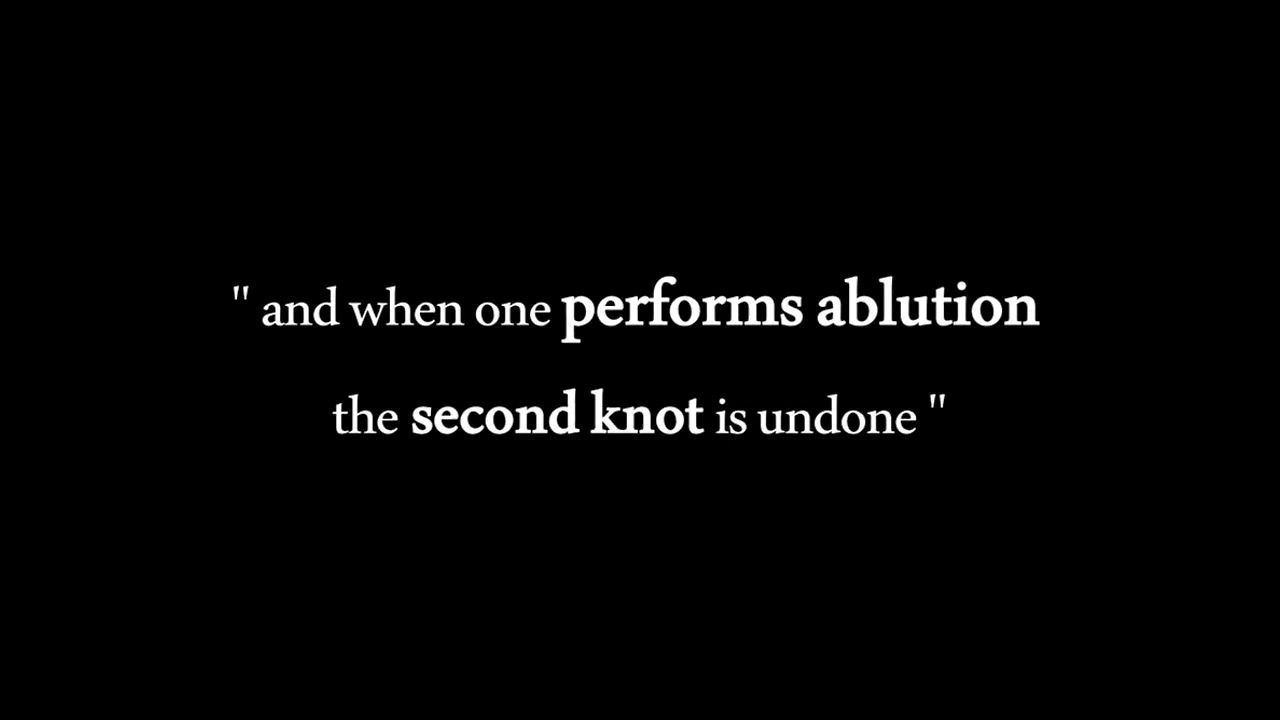 " and when one performs ablution
the second knot is undone "